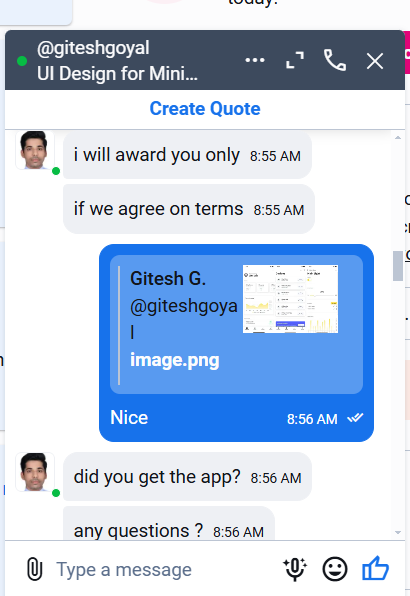 today!
@giteshgoyal
UI Design for Mini...
Create Quote
i will award you only 8:55 AM
if we agree on terms 8:55 AM
Gitesh G.
@giteshgoya
l
image.png
Nice 8:56 AM
did you get the app? 8:56 AM
any questions ? 8:56 AM
Type a message